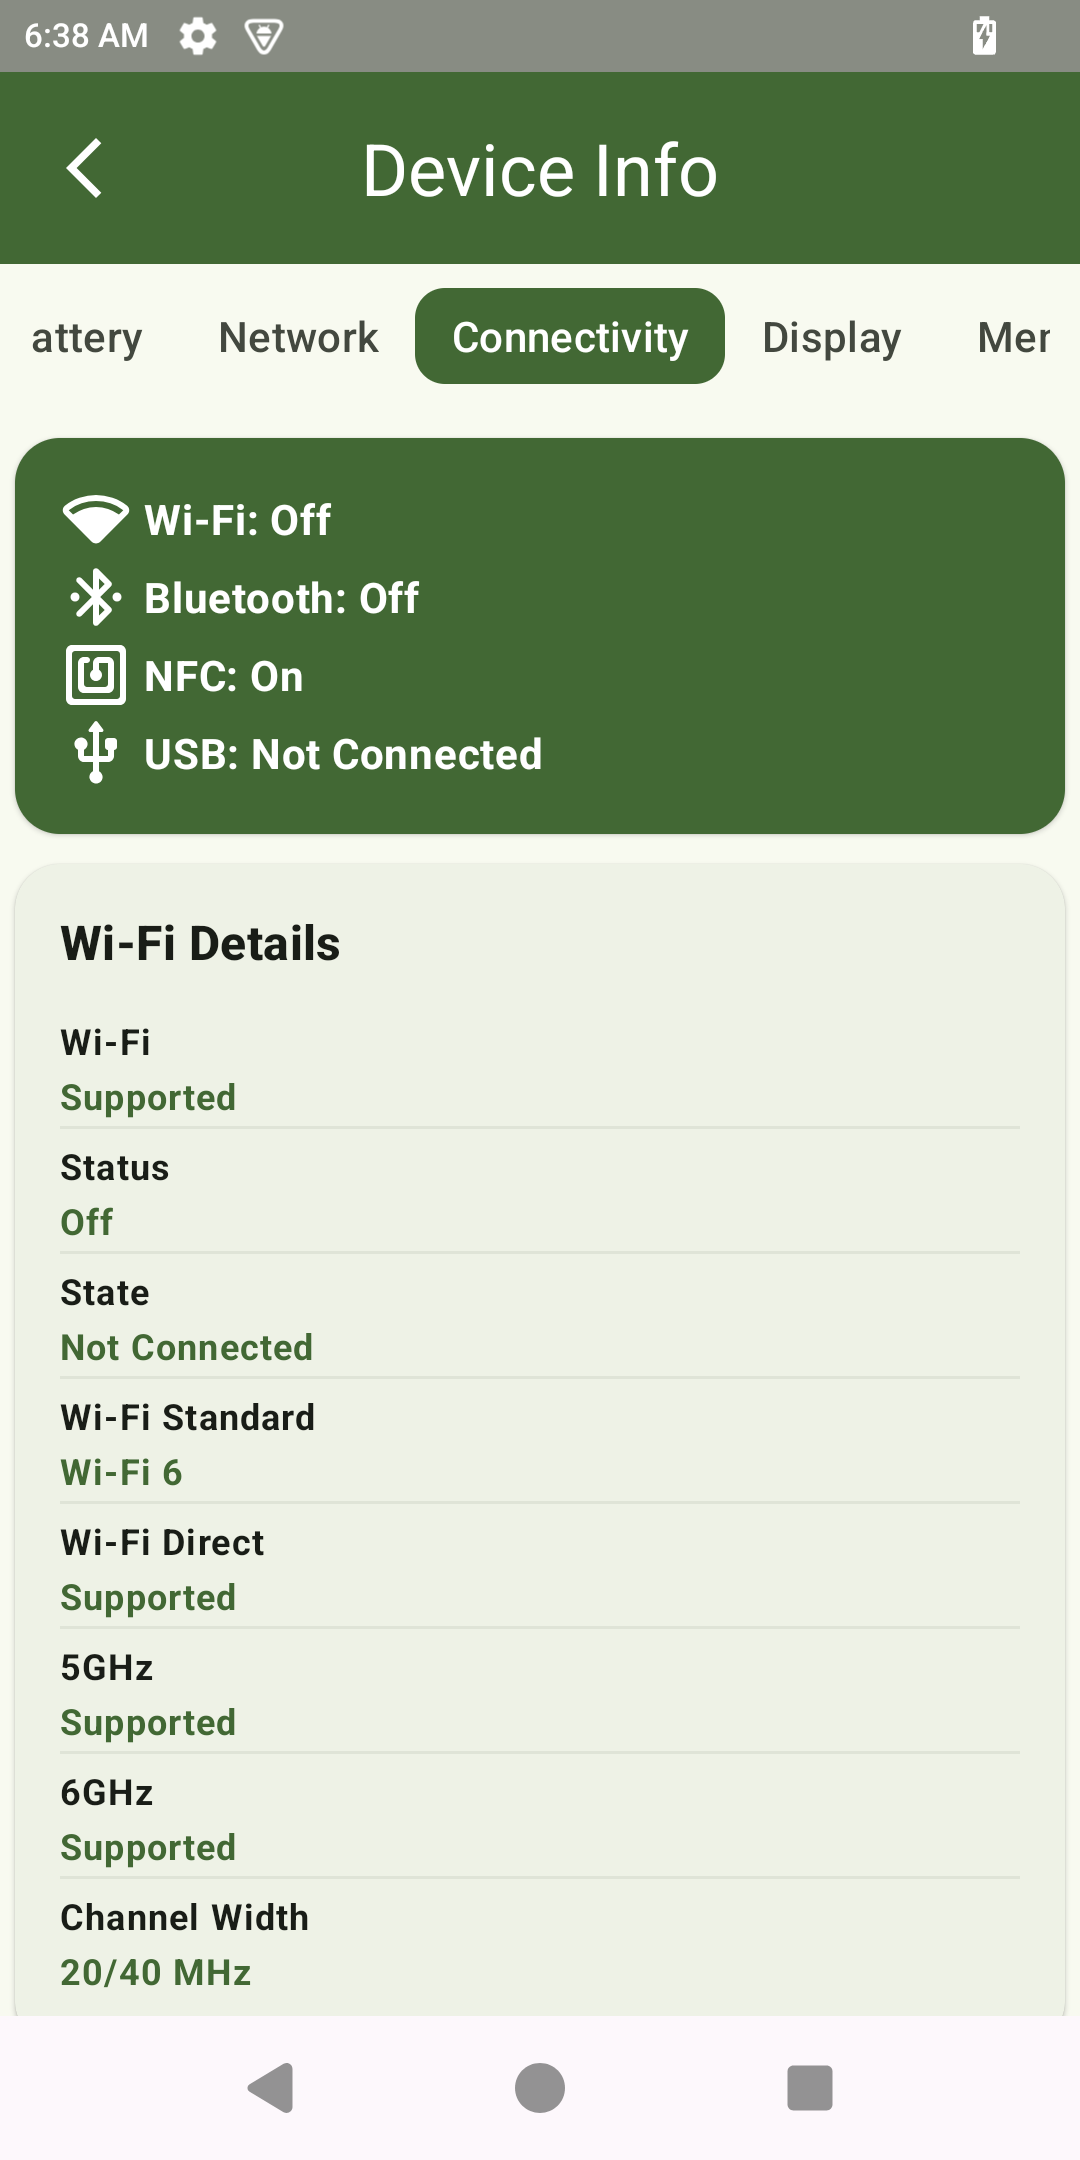 6:38 AM
Device Info
attery Network Connectivity Display Mer
Wi-Fi: Off
Bluetooth: Off
NFC: On
USB: Not Connected
Wi-Fi Details
Wi-Fi
Supported
Status
Off
State
Not Connected
Wi-Fi Standard
Wi-Fi 6
Wi-Fi Direct
Supported
5GHz
Supported
6GHz
Supported
Channel Width
20/40 MHz